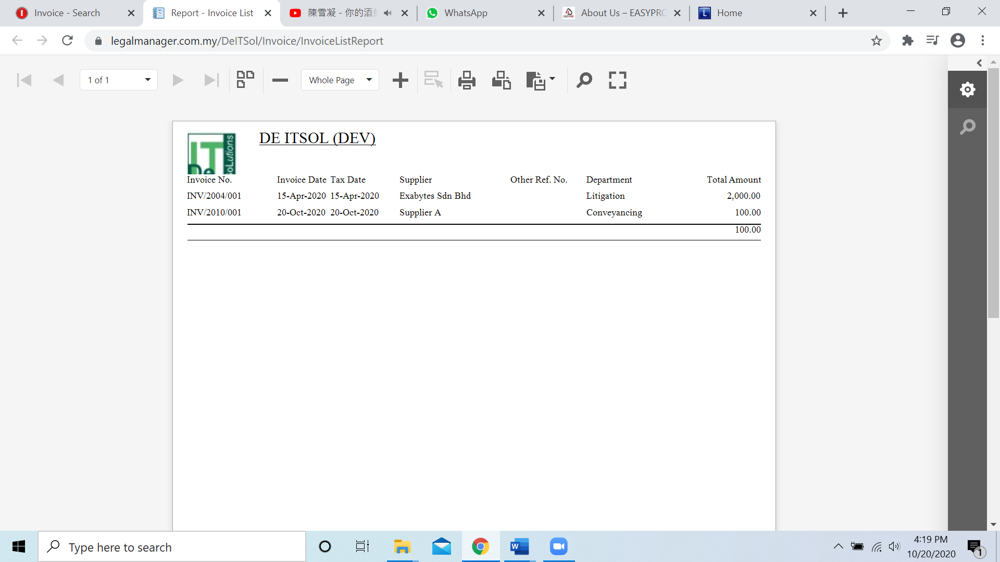 Invoice - Search
Report - Invoice List
陳雪凝 - 你的酒
WhatsApp
About Us – EASYPRO
Home
legalmanager.com.my/DeITSol/Invoice/InvoiceListReport
1 of 1
Whole Page
IT
De
soLutions
DE ITSOL (DEV)
Invoice No. Invoice Date Tax Date Supplier Other Ref. No. Department Total Amount
INV/2004/001 15-Apr-2020 15-Apr-2020 Exabytes Sdn Bhd Litigation 2,000.00
INV/2010/001 20-Oct-2020 20-Oct-2020 Supplier A Conveyancing 100.00
100.00
Type here to search
4:19 PM
10/20/2020
1